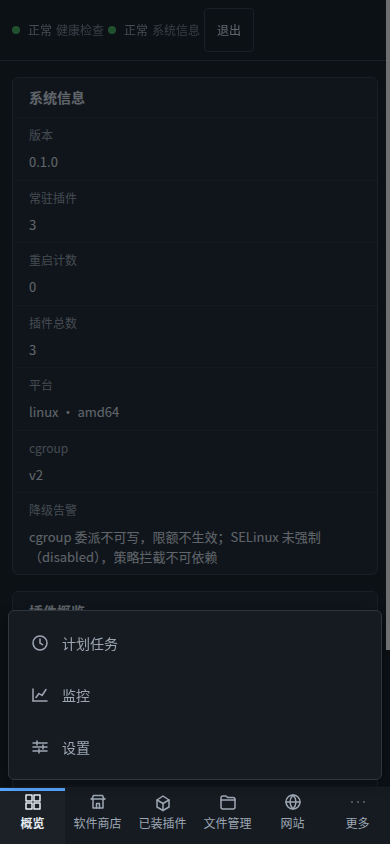 正常 健康检查 正常 系统信息 退出
系统信息
版本
0.1.0
常驻插件
3
重启计数
0
插件总数
3
平台
linux · amd64
cgroup
v2
降级告警
cgroup 委派不可写，限额不生效；SELinux 未强制
（disabled），策略拦截不可依赖
插件概览
计划任务
监控
设置
概览 软件商店 已装插件 文件管理 网站 更多